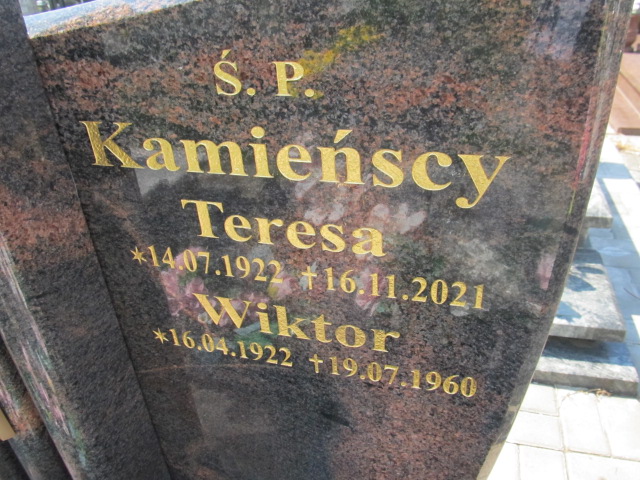 Ś. P.
Kamieńscy
Teresa
*14.07.1922 †16.11.2021
Wiktor
*16.04.1922 †19.07.1960